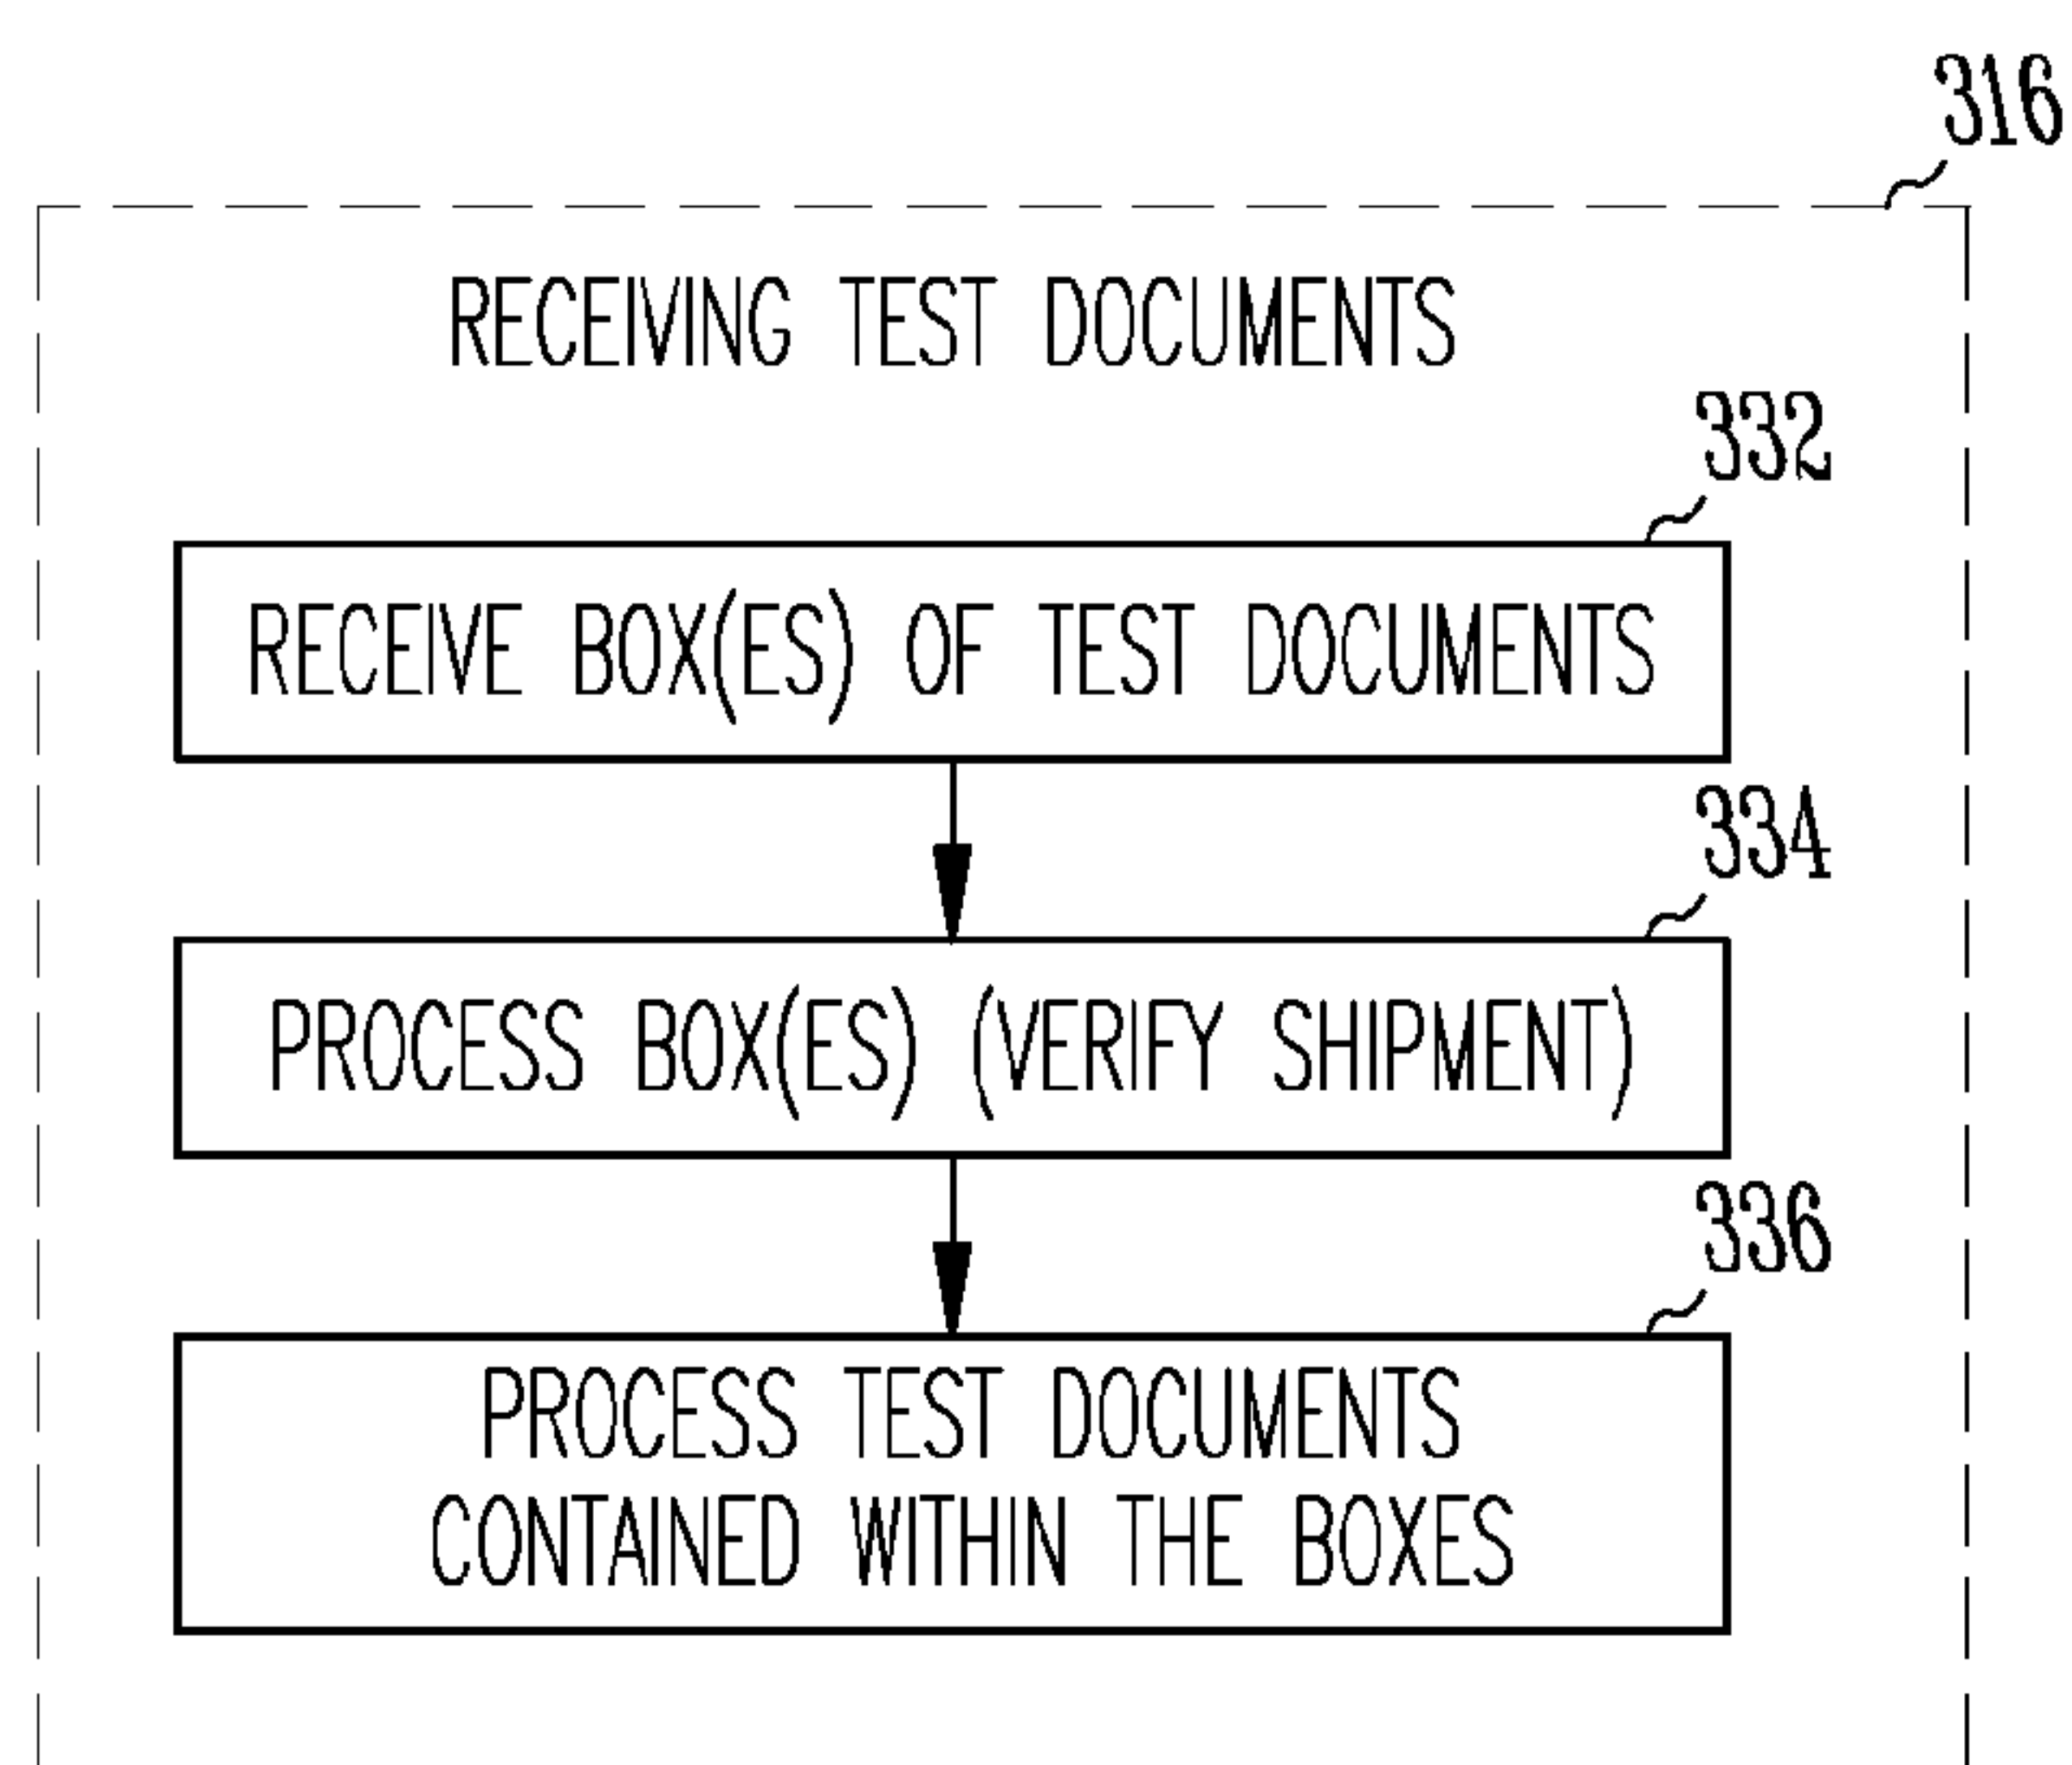 316
RECEIVING TEST DOCUMENTS
332
RECEIVE BOX(ES) OF TEST DOCUMENTS
334
PROCESS BOX(ES) (VERIFY SHIPMENT)
336
PROCESS TEST DOCUMENTS
CONTAINED WITHIN THE BOXES